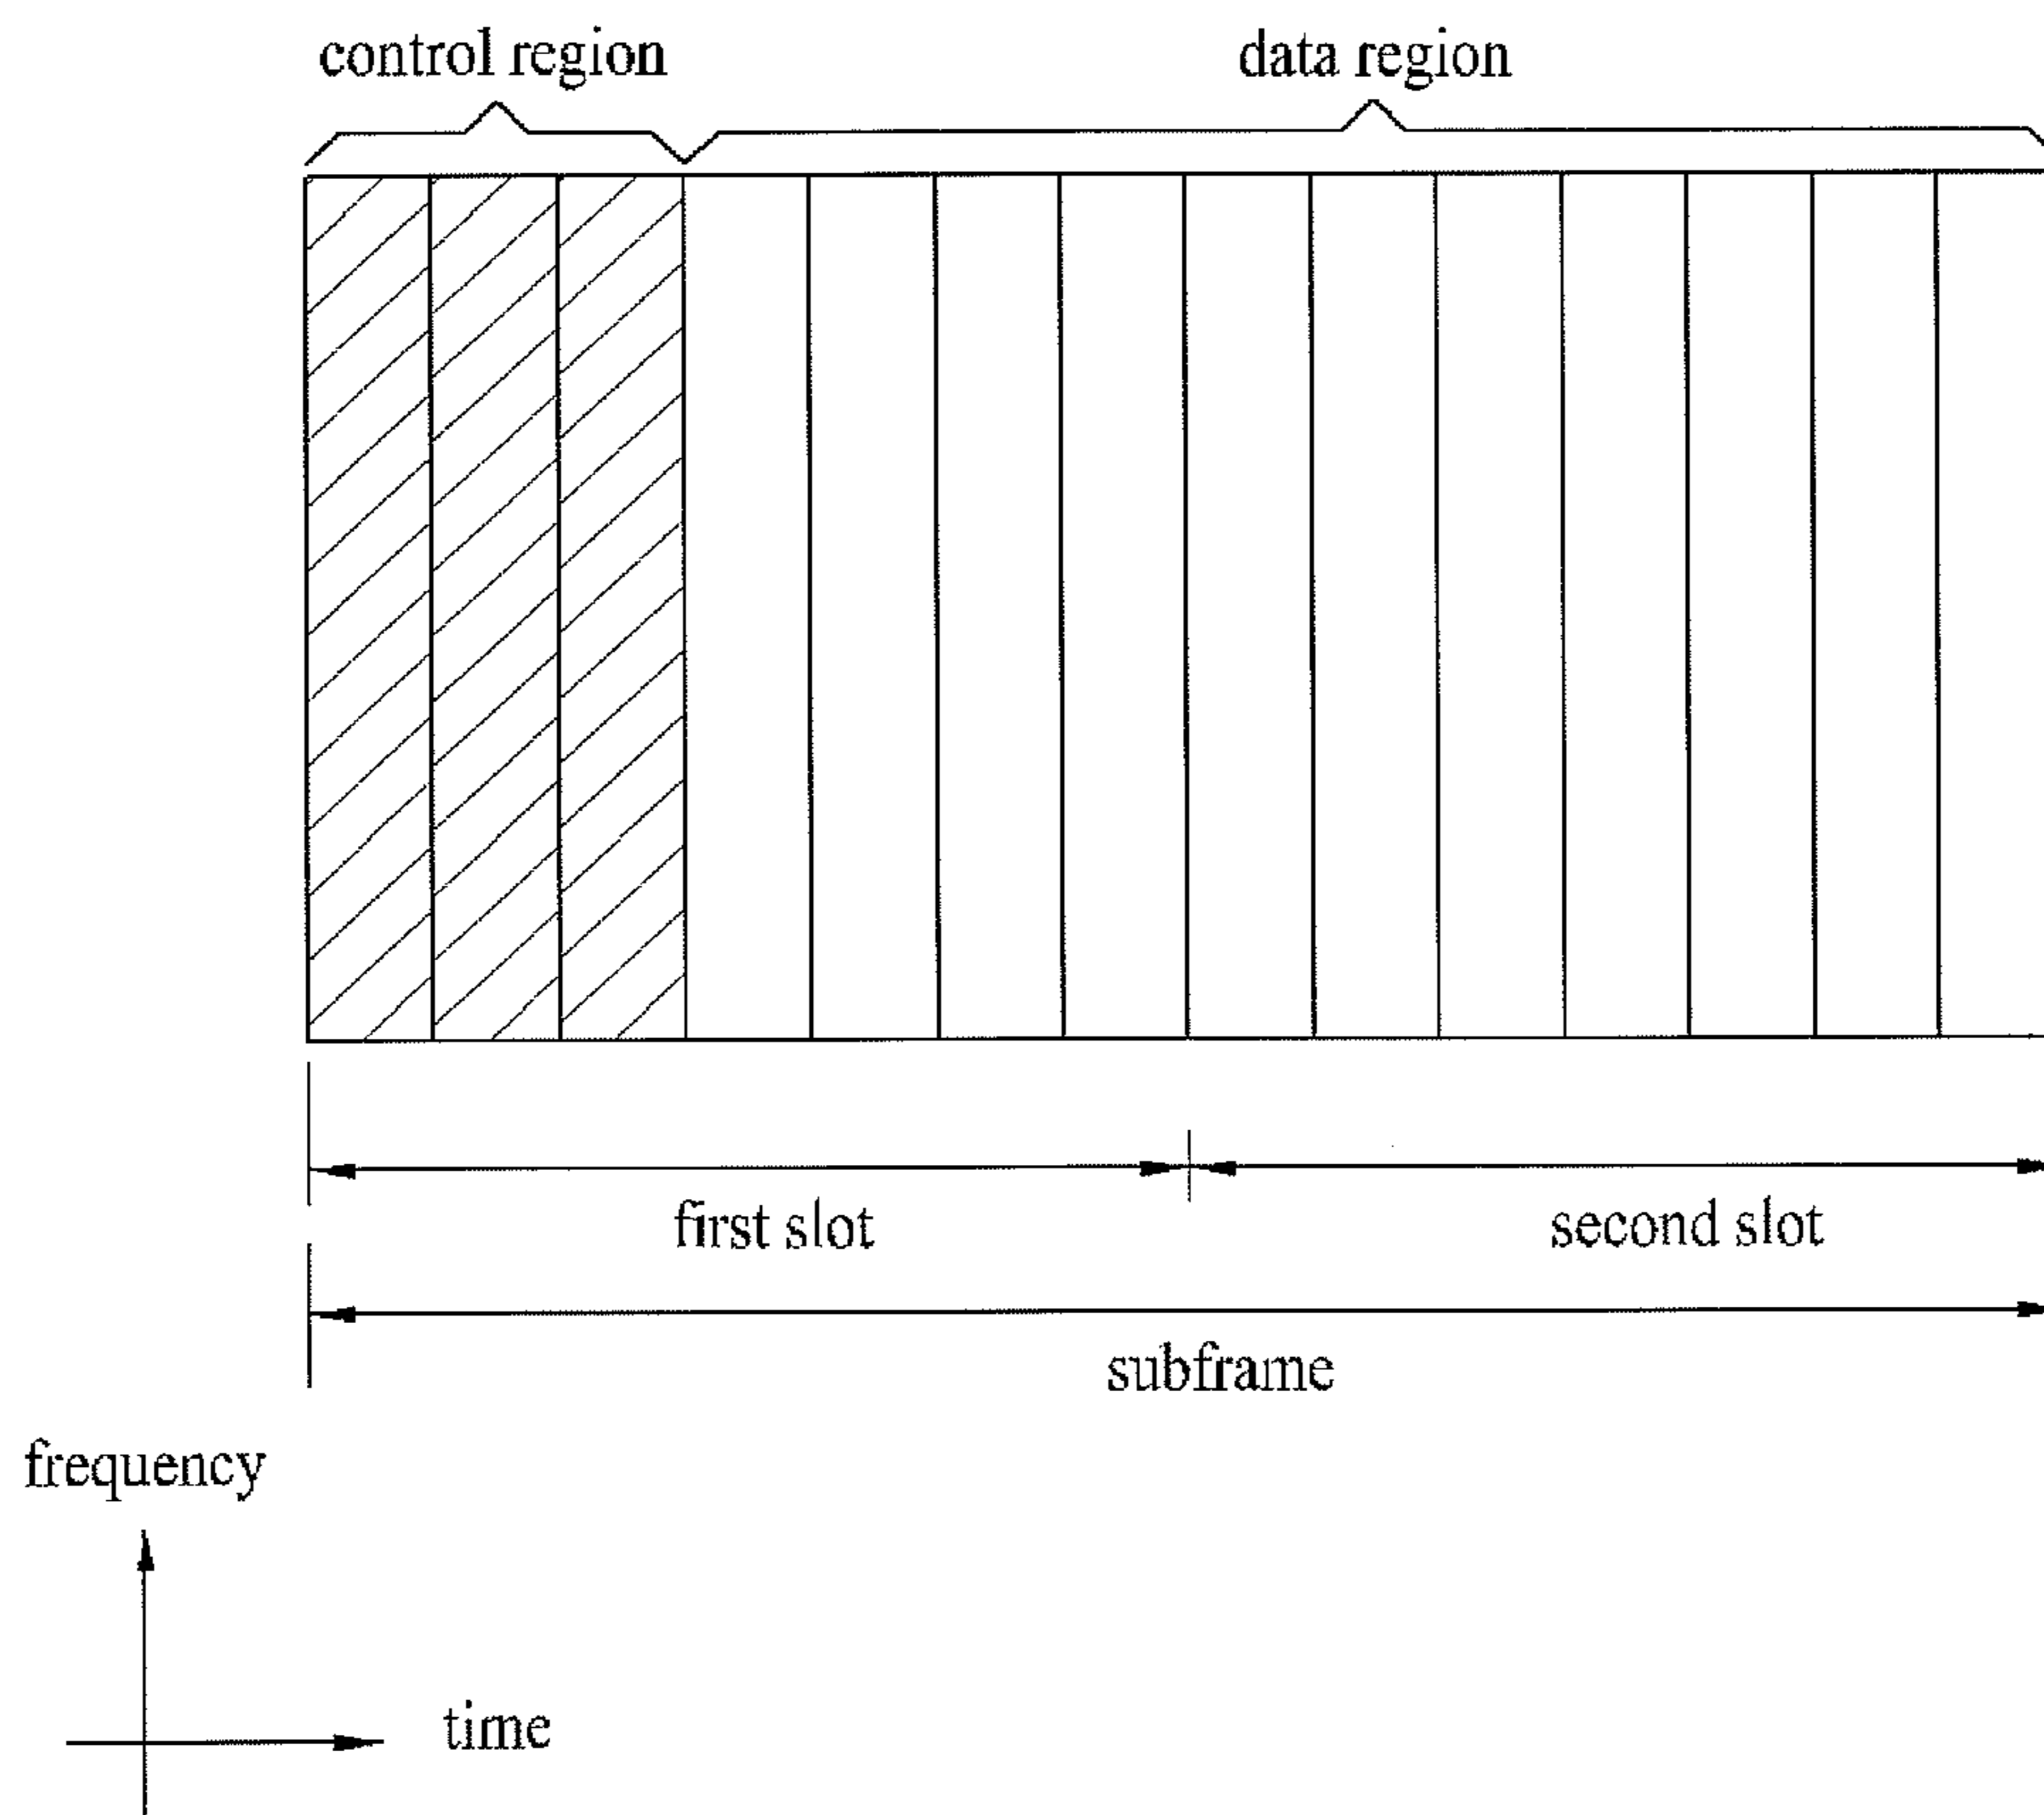 control region
data region
first slot
second slot
subframe
frequency
time